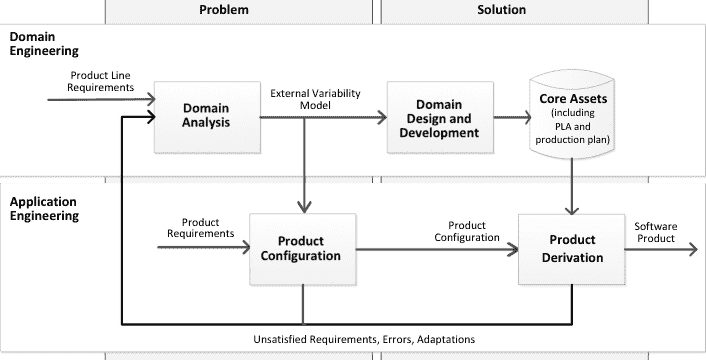 Problem
Solution
Domain
Engineering
Product Line
Requirements
Domain
Analysis
External Variability
Model
Domain
Design and
Development
Core Assets
(including
PLA and
production plan)
Application
Engineering
Product
Requirements
Product
Configuration
Product
Configuration
Product
Derivation
Software
Product
Unsatisfied Requirements, Errors, Adaptations